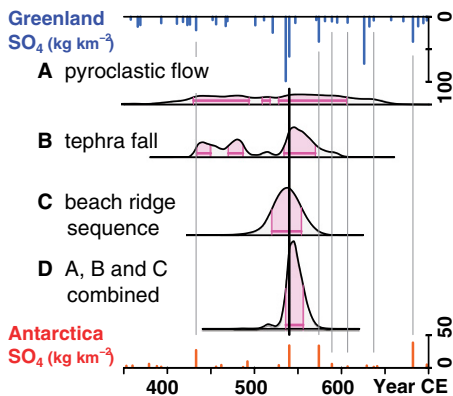 Greenland
SO₄ (kg km⁻²)
0
100
A pyroclastic flow
B tephra fall
C beach ridge
sequence
D A, B and C
combined
Antarctica
SO₄ (kg km⁻²)
50
0
400 500 600 Year CE